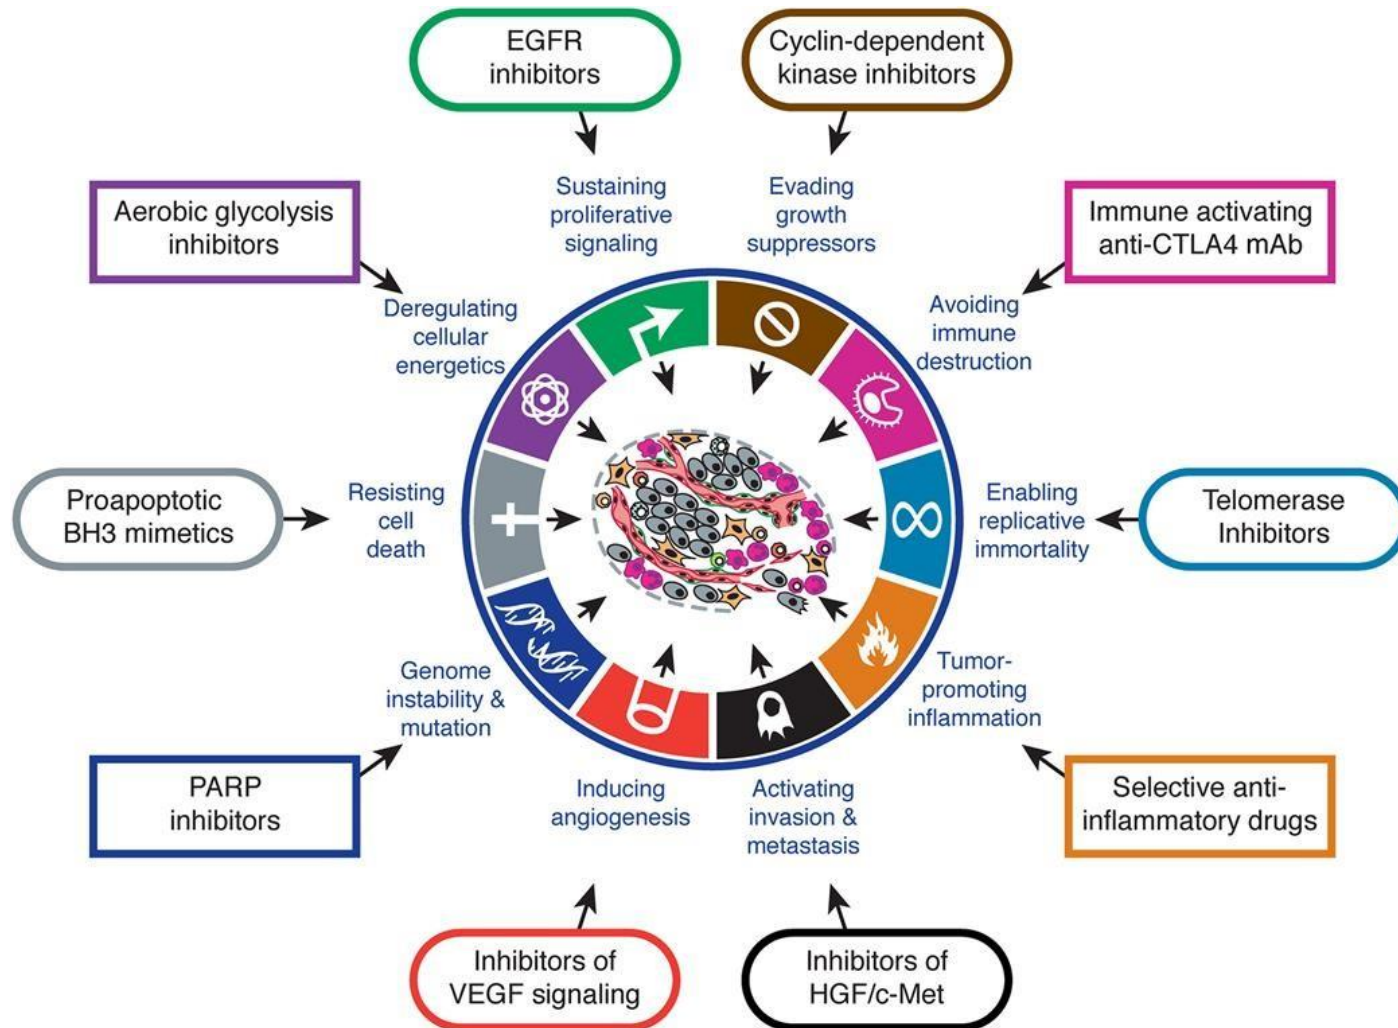 EGFR
inhibitors
Cyclin-dependent
kinase inhibitors
Sustaining
proliferative
signaling
Evading
growth
suppressors
Aerobic glycolysis
inhibitors
Immune activating
anti-CTLA4 mAb
Deregulating
cellular
energetics
Avoiding
immune
destruction
Proapoptotic
BH3 mimetics
Resisting
cell
death
Enabling
replicative
immortality
Telomerase
Inhibitors
Genome
instability &
mutation
Tumor-
promoting
inflammation
PARP
inhibitors
Inducing
angiogenesis
Activating
invasion &
metastasis
Selective anti-
inflammatory drugs
Inhibitors of
VEGF signaling
Inhibitors of
HGF/c-Met